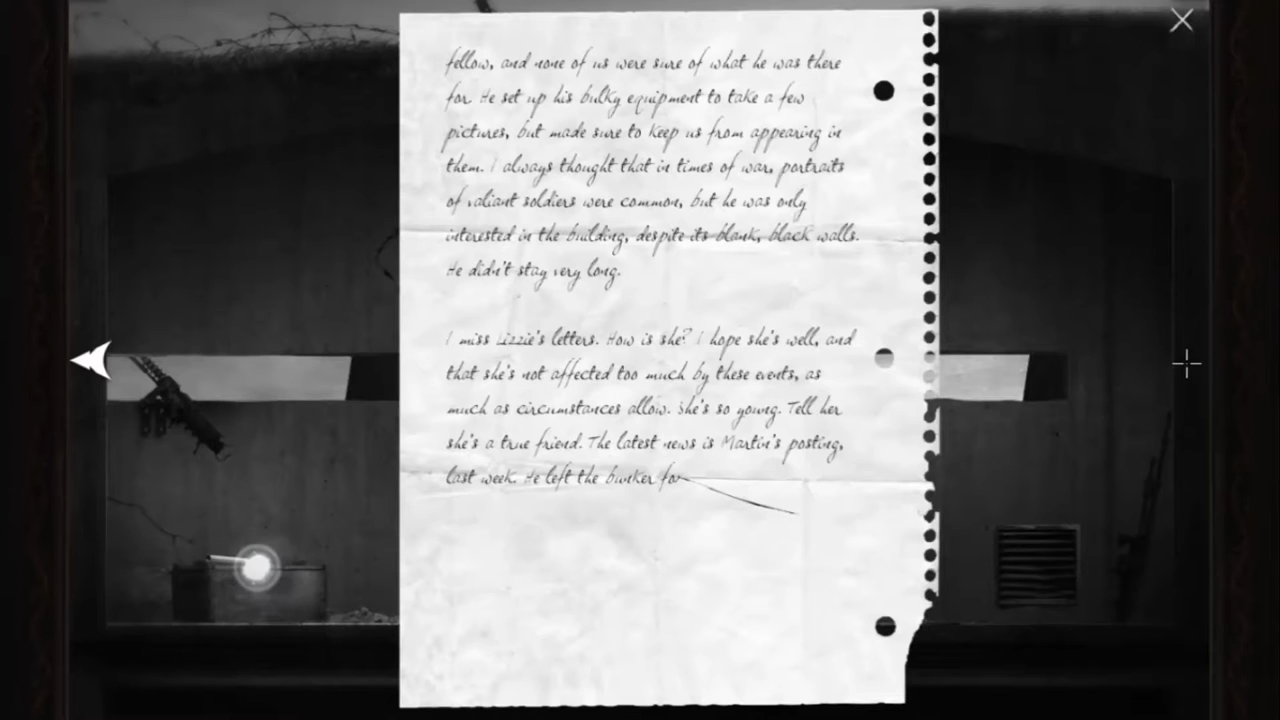 fellow, and none of us were sure of what he was there
for. He set up his bulky equipment to take a few
pictures, but made sure to keep us from appearing in
them. I always thought that in times of war, portraits
of valiant soldiers were common, but he was only
interested in the building, despite its blank, black walls.
He didn't stay very long.
I miss Lizzie's letters. How is she? I hope she's well, and
that she's not affected too much by these events, as
much as circumstances allow. She's so young. Tell her
she's a true friend. The latest news is Martin's posting,
last week. He left the bunker for